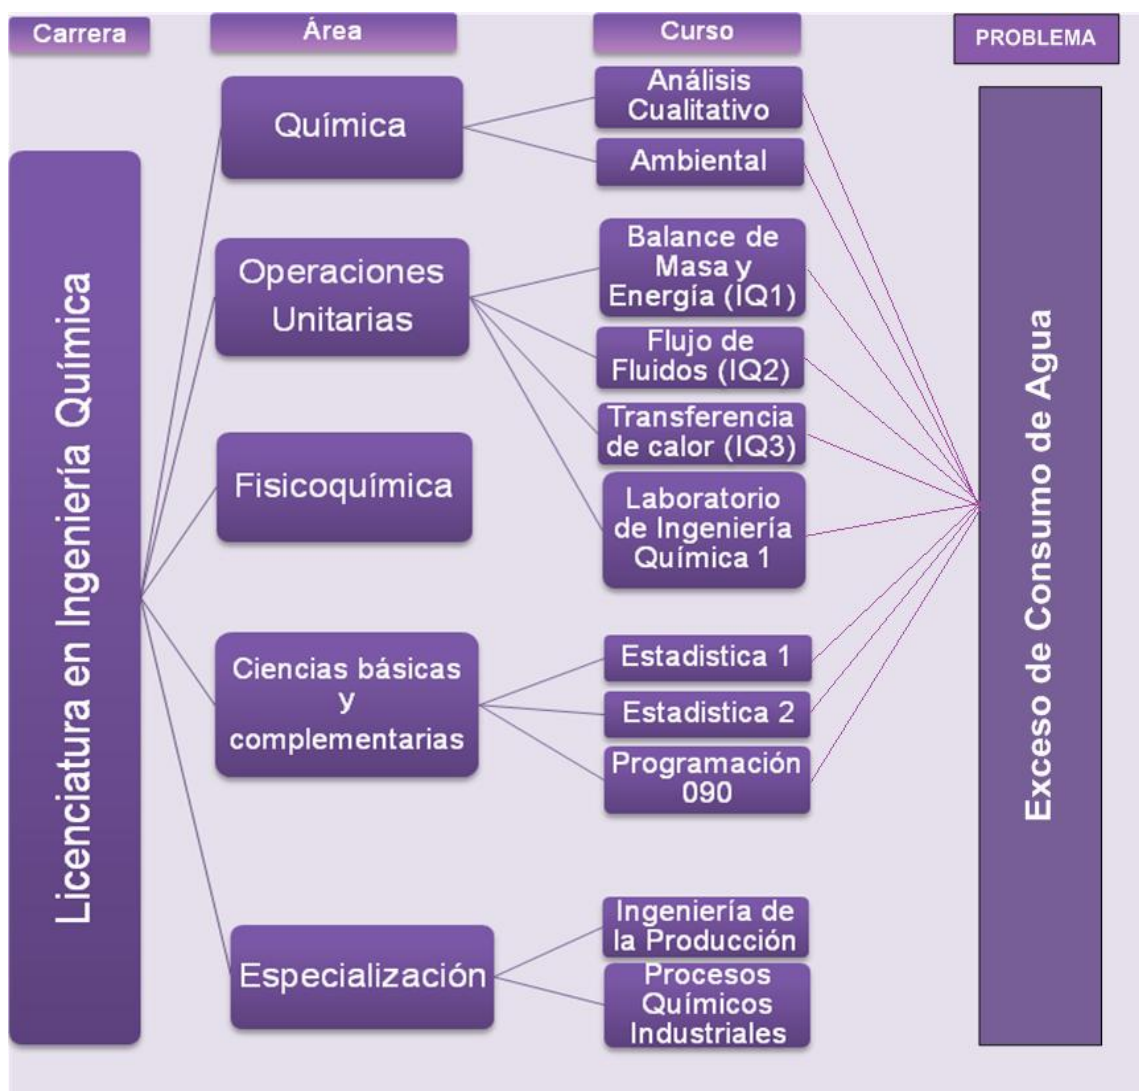 Carrera
Área
Curso
PROBLEMA
Licenciatura en Ingeniería Química
Química
Análisis
Cualitativo
Ambiental
Operaciones
Unitarias
Balance de
Masa y
Energía (IQ1)
Flujo de
Fluidos (IQ2)
Transferencia
de calor (IQ3)
Laboratorio
de Ingeniería
Química 1
Fisicoquímica
Ciencias básicas
y
complementarias
Estadistica 1
Estadistica 2
Programación
090
Especialización
Ingeniería de
la Producción
Procesos
Químicos
Industriales
Exceso de Consumo de Agua